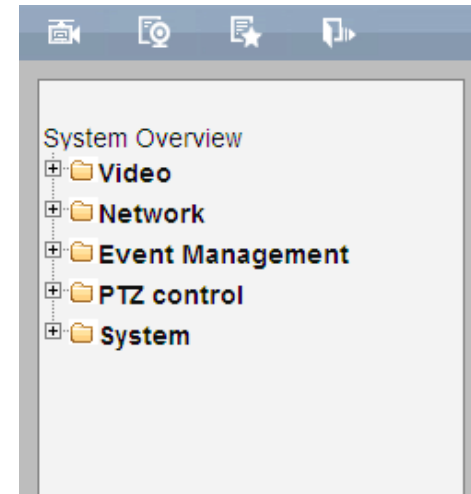 System Overview
Video
Network
Event Management
PTZ control
System